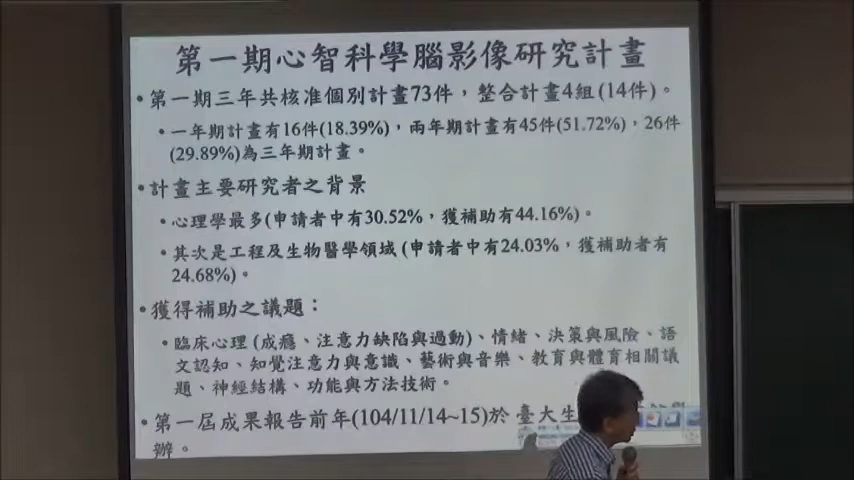 第一期心智科學腦影像研究計畫
•第一期三年共核准個別計畫73件，整合計畫4組(14件)。
•一年期計畫有16件(18.39%)，兩年期計畫有45件(51.72%)，26件
(29.89%)為三年期計畫。
•計畫主要研究者之背景
•心理學最多(申請者中有30.52%，獲補助有44.16%)。
•其次是工程及生物醫學領域(申請者中有24.03%，獲補助者有
24.68%)。
•獲得補助之議題：
•臨床心理(成癮、注意力缺陷與過動)、情緒、決策與風險、語
文認知、知覺注意力與意識、藝術與音樂、教育與體育相關議
題、神經結構、功能與方法技術。
•第一屆成果報告前年(104/11/14~15)於 臺大生
辦。